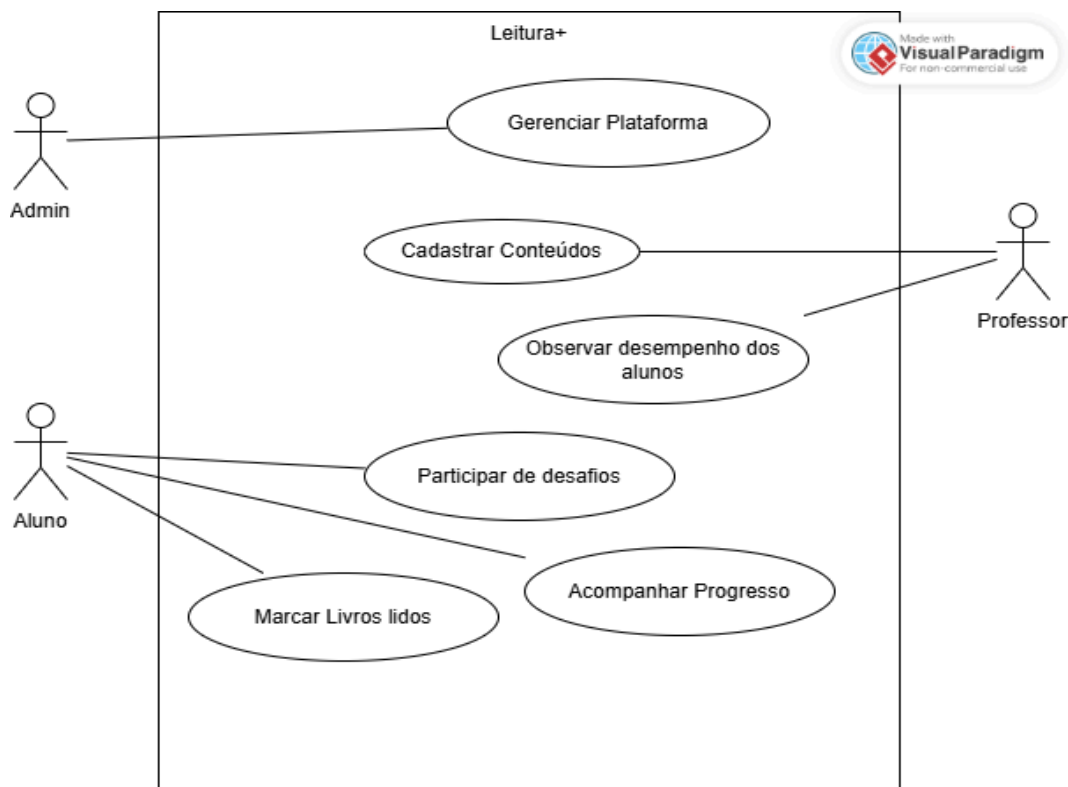 Leitura+
Made with
Visual Paradigm
For non-commercial use
Gerenciar Plataforma
Admin
Cadastrar Conteúdos
Professor
Observar desempenho dos
alunos
Participar de desafios
Aluno
Acompanhar Progresso
Marcar Livros lidos